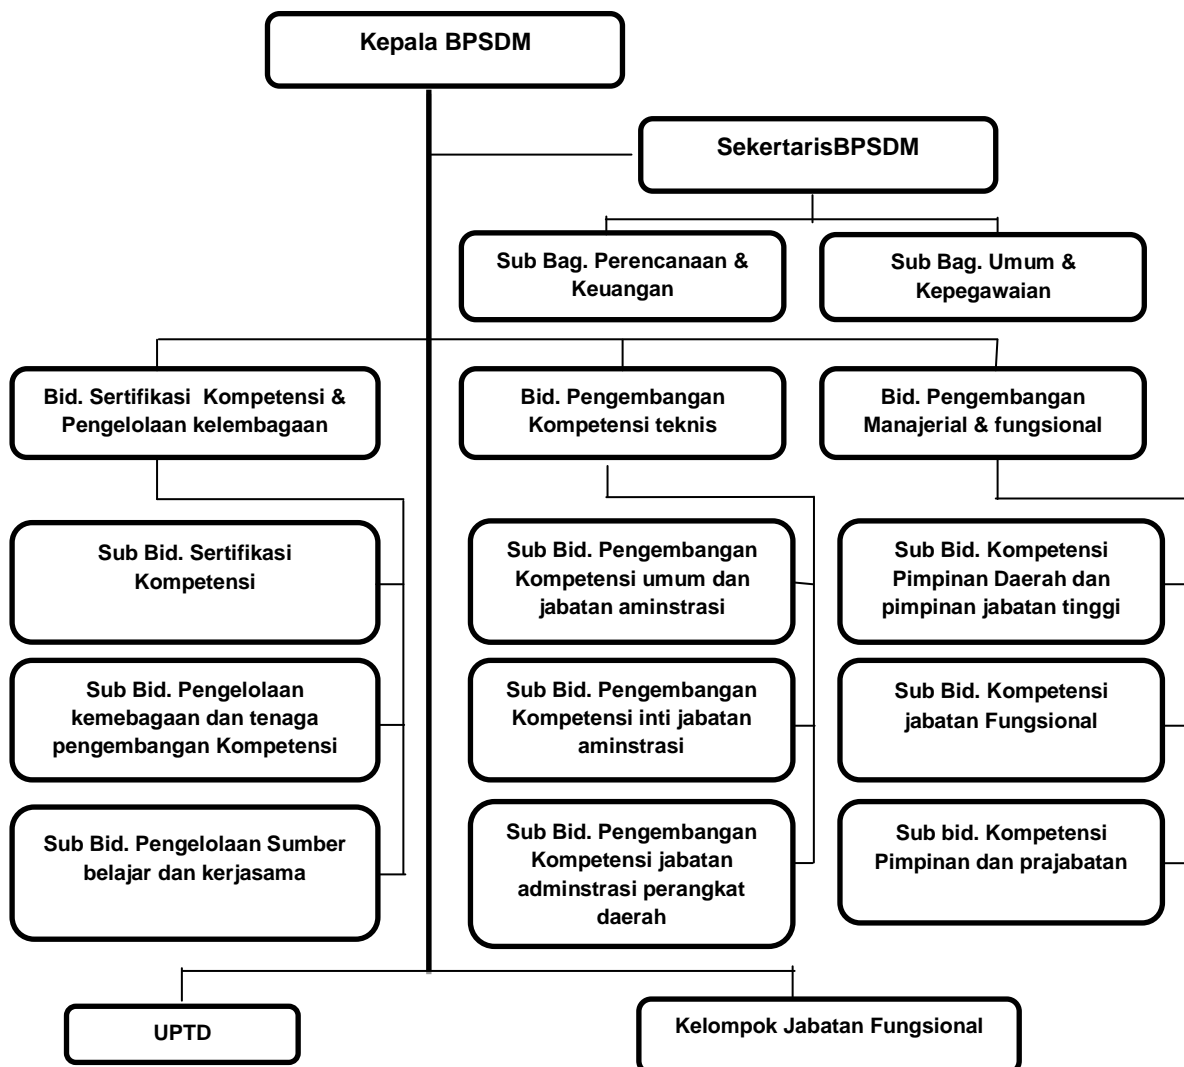 Kepala BPSDM
SekertarisBPSDM
Sub Bag. Perencanaan &
Keuangan
Sub Bag. Umum &
Kepegawaian
Bid. Sertifikasi  Kompetensi &
Pengelolaan kelembagaan
Bid. Pengembangan
Kompetensi teknis
Bid. Pengembangan
Manajerial & fungsional
Sub Bid. Sertifikasi
Kompetensi
Sub Bid. Pengembangan
Kompetensi umum dan
jabatan aminstrasi
Sub Bid. Kompetensi
Pimpinan Daerah dan
pimpinan jabatan tinggi
Sub Bid. Pengelolaan
kemebagaan dan tenaga
pengembangan Kompetensi
Sub Bid. Pengembangan
Kompetensi inti jabatan
aminstrasi
Sub Bid. Kompetensi
jabatan Fungsional
Sub Bid. Pengelolaan Sumber
belajar dan kerjasama
Sub Bid. Pengembangan
Kompetensi jabatan
adminstrasi perangkat
daerah
Sub bid. Kompetensi
Pimpinan dan prajabatan
UPTD
Kelompok Jabatan Fungsional